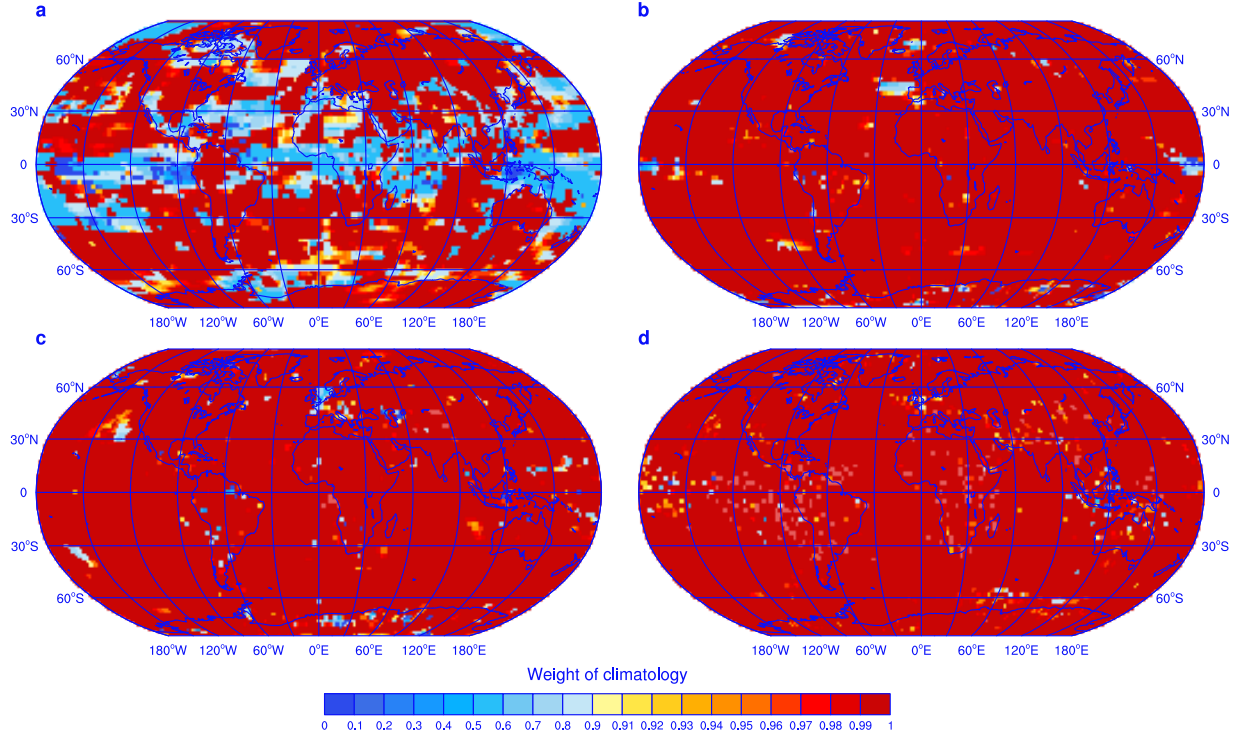 a b
60°N 60°N
30°N 30°N
0 0
30°S 30°S
60°S 60°S
180°W 120°W 60°W 0°E 60°E 120°E 180°E 180°W 120°W 60°W 0°E 60°E 120°E 180°E
c d
60°N 60°N
30°N 30°N
0 0
30°S 30°S
60°S 60°S
180°W 120°W 60°W 0°E 60°E 120°E 180°E 180°W 120°W 60°W 0°E 60°E 120°E 180°E
Weight of climatology
0 0.1 0.2 0.3 0.4 0.5 0.6 0.7 0.8 0.9 0.91 0.92 0.93 0.94 0.95 0.96 0.97 0.98 0.99 1